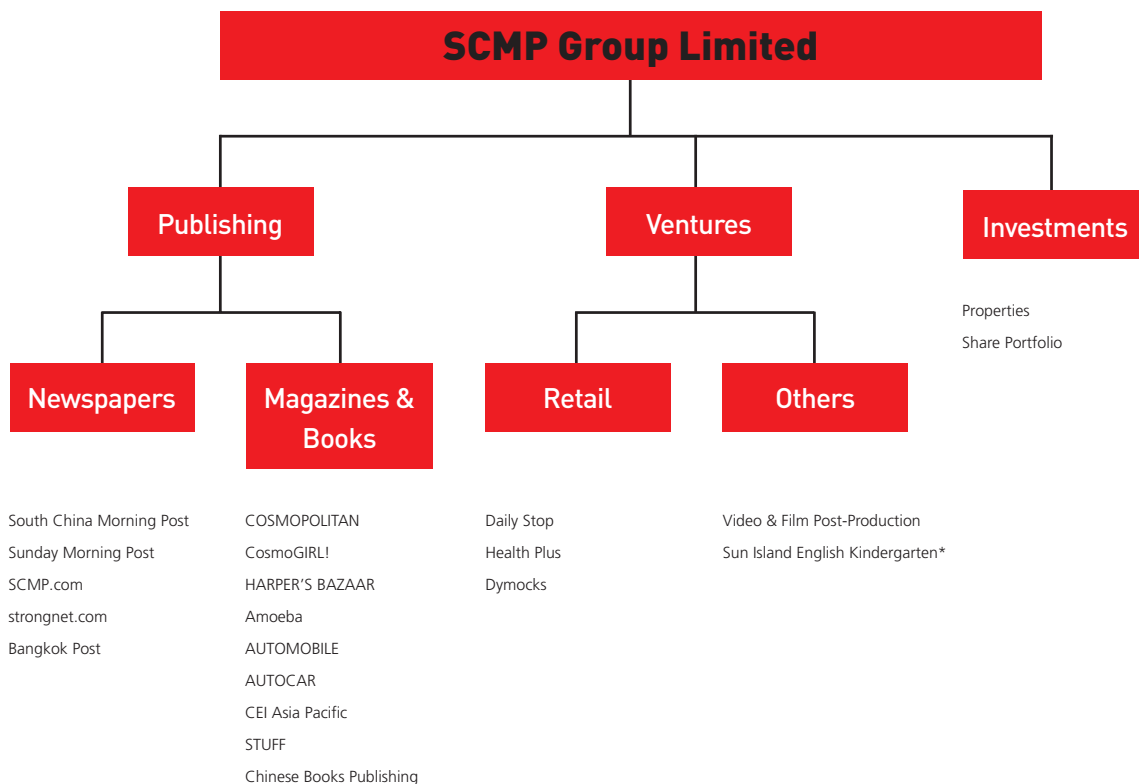 SCMP Group Limited
Publishing
Ventures
Investments
Properties
Share Portfolio
Newspapers
Magazines &
Books
Retail
Others
South China Morning Post
Sunday Morning Post
SCMP.com
strongnet.com
Bangkok Post
COSMOPOLITAN
CosmoGIRL!
HARPER'S BAZAAR
Amoeba
AUTOMOBILE
AUTOCAR
CEI Asia Pacific
STUFF
Chinese Books Publishing
Daily Stop
Health Plus
Dymocks
Video & Film Post-Production
Sun Island English Kindergarten*